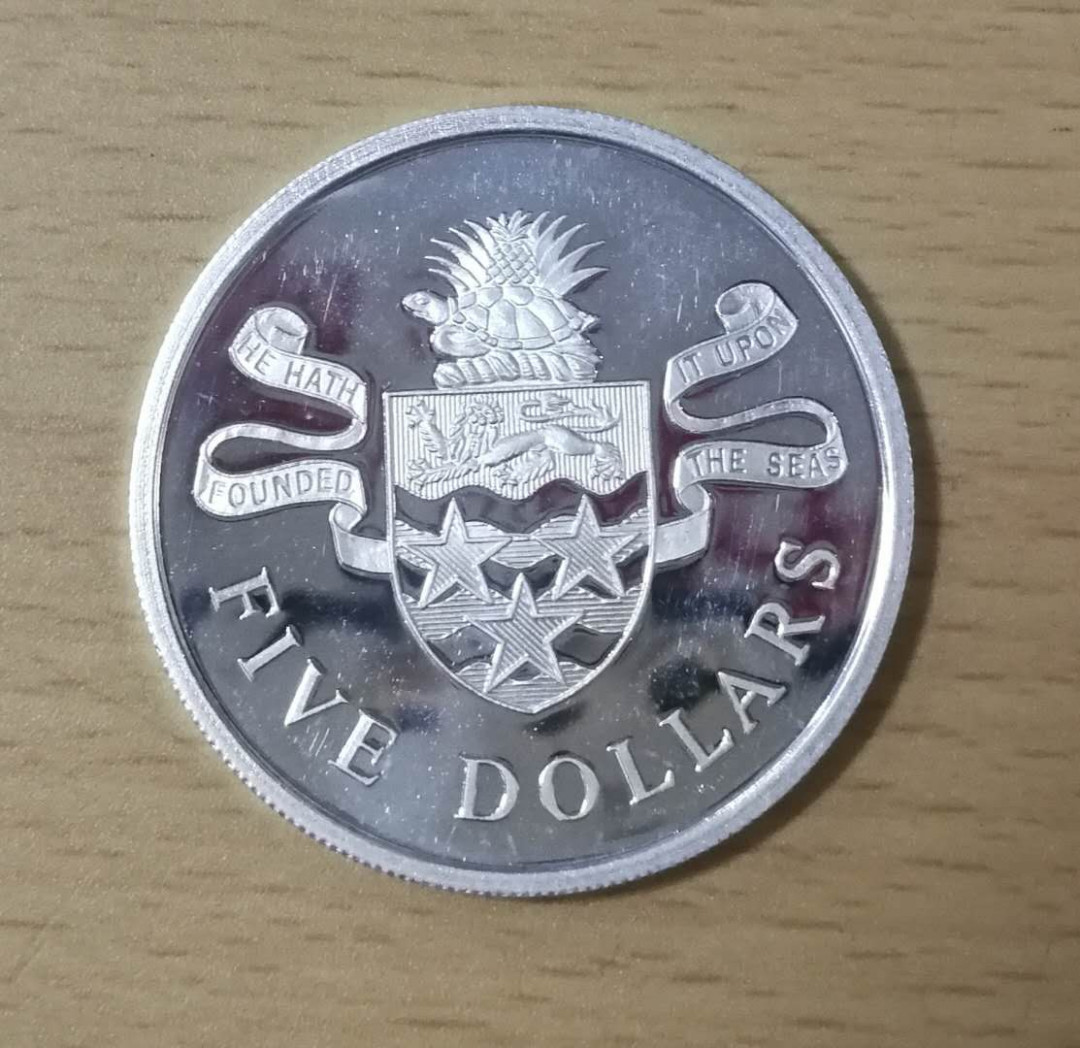 HE HATH
FOUNDED
IT UPON
THE SEAS
FIVE DOLLARS